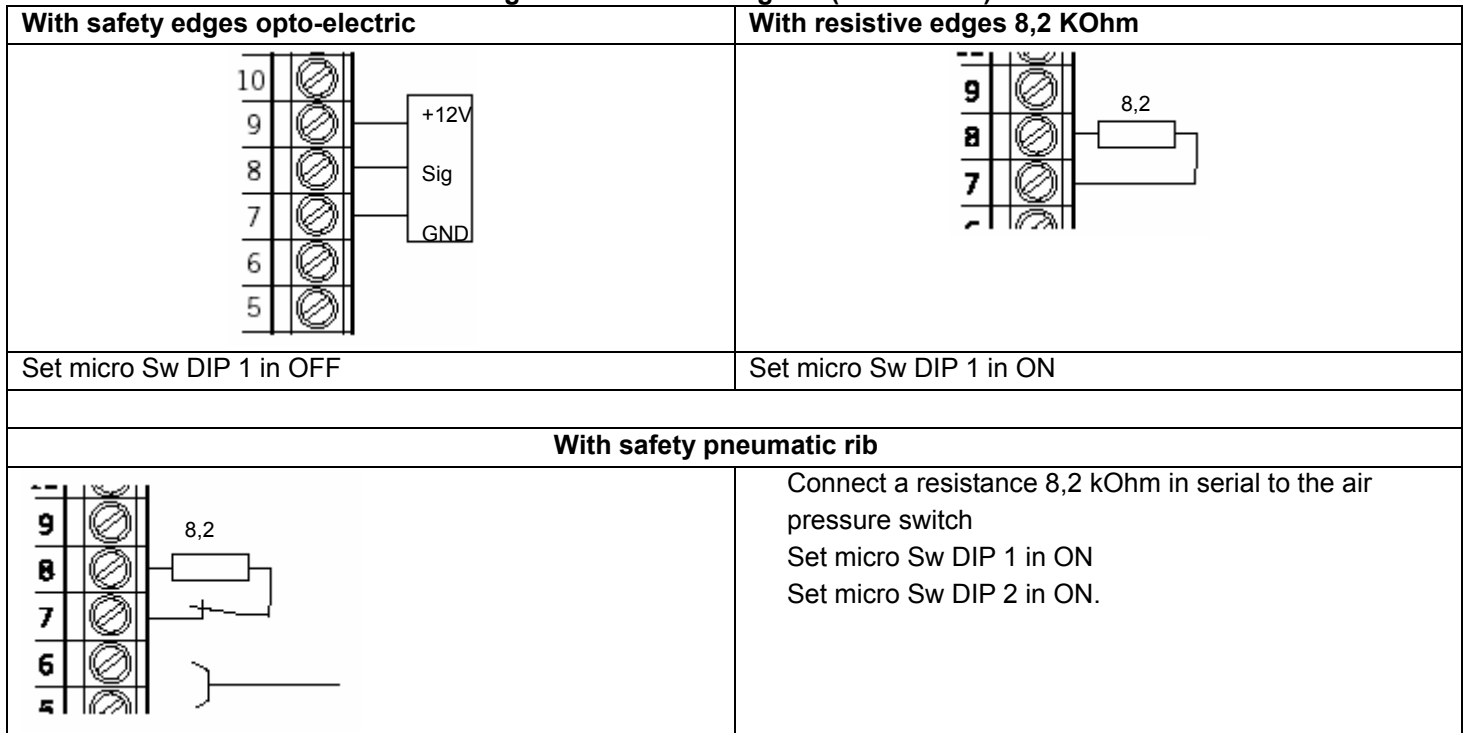 With safety edges opto-electric
With resistive edges 8,2 KOhm
10
9
8
7
6
5
+12V
Sig
GND
9
8
7
8,2
Set micro Sw DIP 1 in OFF
Set micro Sw DIP 1 in ON
With safety pneumatic rib
9
8
7
6
5
8,2
Connect a resistance 8,2 kOhm in serial to the air
pressure switch
Set micro Sw DIP 1 in ON
Set micro Sw DIP 2 in ON.